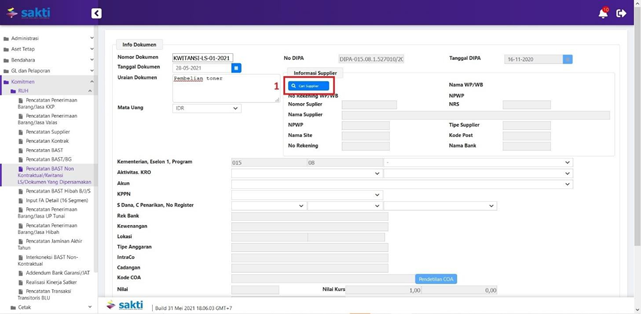 sakti
10
Administrasi
Aset Tetap
Bendahara
GL dan Pelaporan
Komitmen
RUH
Pencatatan Penerimaan
Barang/Jasa KKP
Pencatatan Penerimaan
Barang/Jasa Valas
Pencatatan Supplier
Pencatatan Kontrak
Pencatatan BAST
Pencatatan BAST/BG
Pencatatan BAST Non
Kontraktual/Kwitansi
LS/Dokumen Yang Dipersamakan
Pencatatan BAST Hibah B/J/S
Input FA Detail (16 Segmen)
Pencatatan Penerimaan
Barang/Jasa UP Tunai
Pencatatan Penerimaan
Barang/Jasa Hibah
Pencatatan Jaminan Akhir
Tahun
Interkoneksi BAST Non-
Kontraktual
Addendum Bank Garansi/JAT
Realisasi Kinerja Satker
Pencatatan Transaksi
Transitoris BLU
Cetak
Info Dokumen
Nomor Dokumen
KWITANSI-LS-01-2021
No DIPA
DIPA-015.08.1.527010/20
Tanggal DIPA
16-11-2020
Tanggal Dokumen
28-05-2021
Uraian Dokumen
Pembelian toner
Mata Uang
IDR
Informasi Supplier
1
Cari Supplier
Nama WP/WB
No Rekening WP/WB
NPWP
Nomor Suplier
NRS
Nama Supplier
NPWP
Tipe Supplier
Nama Site
Kode Post
No Rekening
Nama Bank
Kementerian, Eselon 1, Program
015
08
-
Aktivitas. KRO
Akun
KPPN
S Dana, C Penarikan, No Register
Rek Bank
Kewenangan
Lokasi
Tipe Anggaran
IntraCo
Cadangan
Kode COA
Pemilihan COA
Nilai
Nilai Kurs
1,00
0,00
sakti
Build 31 Mei 2021 18.06.03 GMT+7